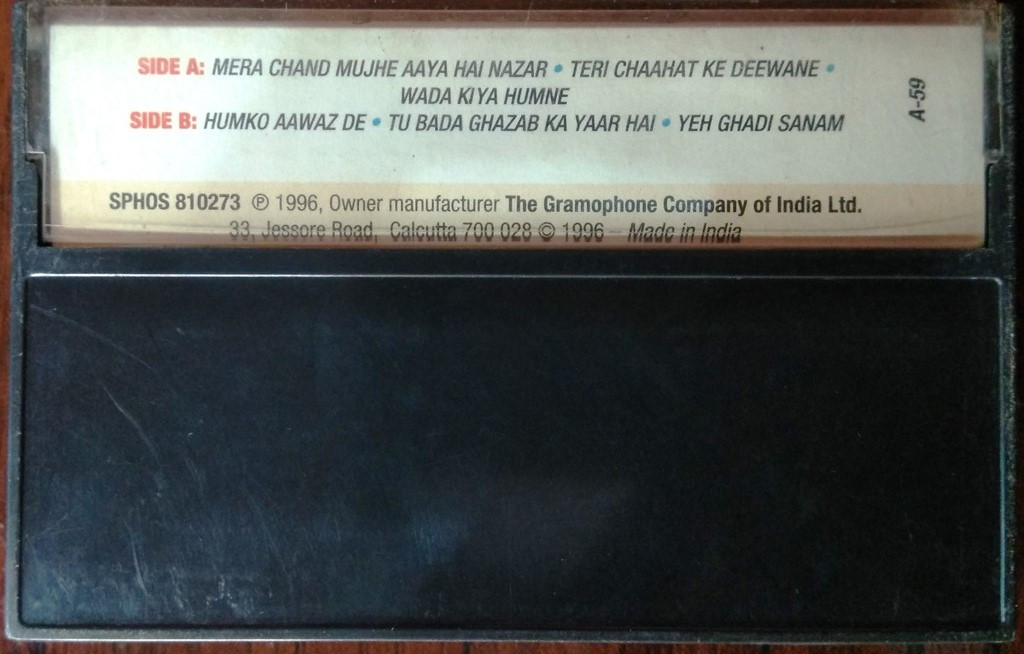 SIDE A: MERA CHAND MUJHE AAYA HAI NAZAR • TERI CHAAHAT KE DEEWANE •
WADA KIYA HUMNE
SIDE B: HUMKO AAWAZ DE • TU BADA GHAZAB KA YAAR HAI • YEH GHADI SANAM
A-59
SPHOS 810273 ℗ 1996, Owner manufacturer The Gramophone Company of India Ltd.
33, Jessore Road, Calcutta 700 028 © 1996 – Made in India